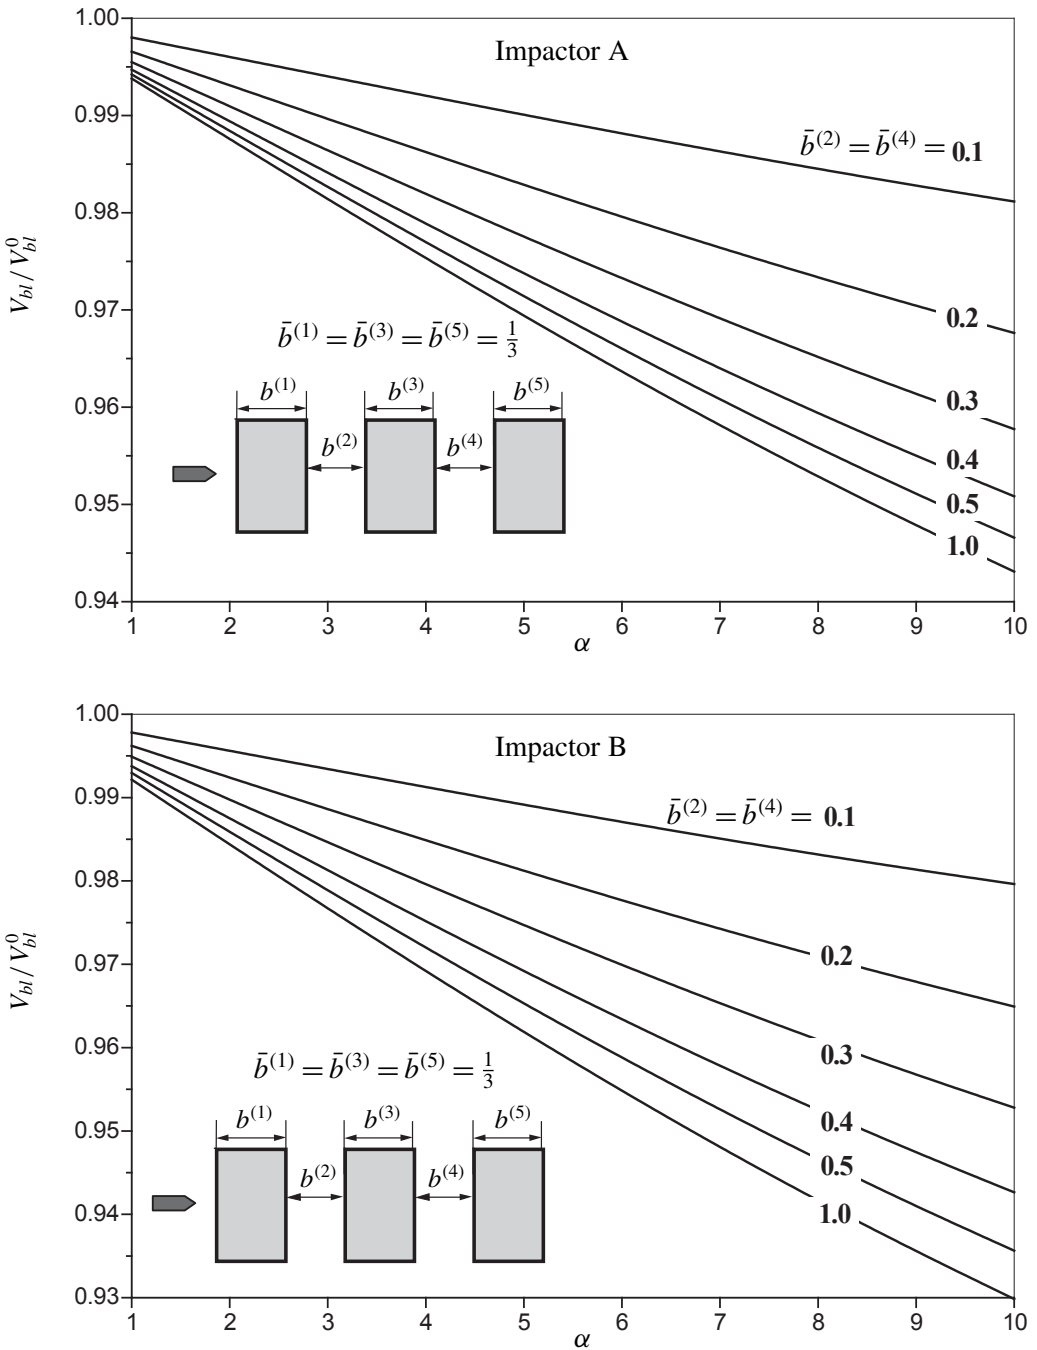 1.00
Impactor A
0.99
b̄⁽²⁾ = b̄⁽⁴⁾ = 0.1
0.98
V_bl / V_bl^0
0.97
0.2
b̄⁽¹⁾ = b̄⁽³⁾ = b̄⁽⁵⁾ = 1/3
b⁽¹⁾ b⁽³⁾ b⁽⁵⁾
0.96
0.3
b⁽²⁾ b⁽⁴⁾
0.4
0.95
0.5
1.0
0.94
1 2 3 4 5 6 7 8 9 10
α
1.00
Impactor B
0.99
b̄⁽²⁾ = b̄⁽⁴⁾ = 0.1
0.98
V_bl / V_bl^0
0.97
0.2
0.96
0.3
b̄⁽¹⁾ = b̄⁽³⁾ = b̄⁽⁵⁾ = 1/3
b⁽¹⁾ b⁽³⁾ b⁽⁵⁾
0.95
0.4
0.5
b⁽²⁾ b⁽⁴⁾
0.94
1.0
0.93
1 2 3 4 5 6 7 8 9 10
α